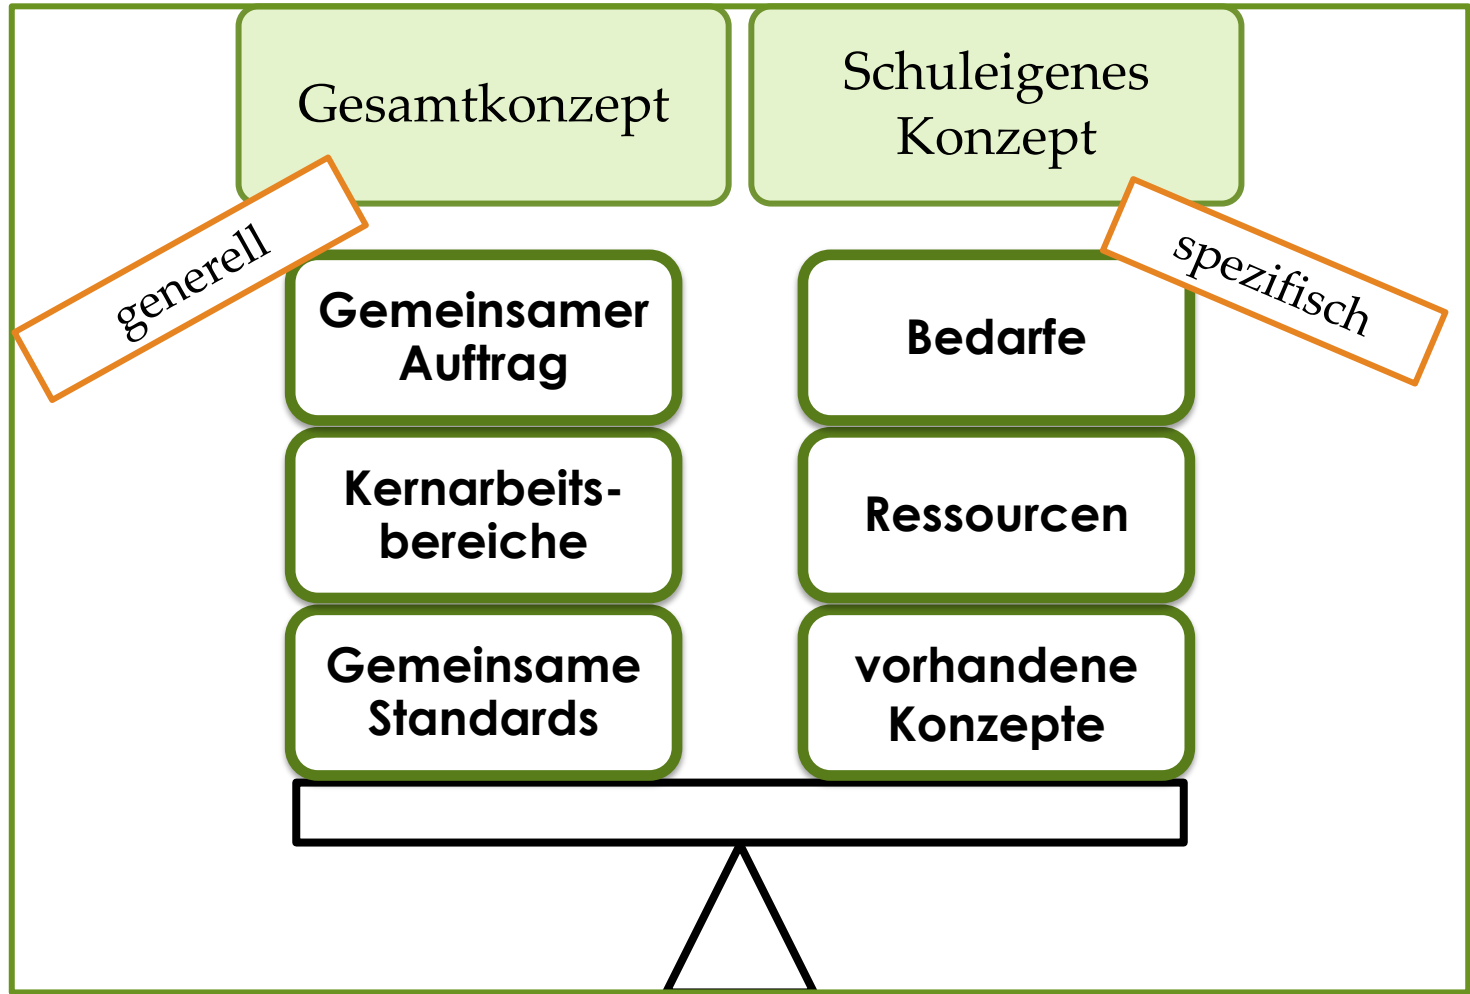 Gesamtkonzept
generell
Gemeinsamer
Auftrag
Kernarbeits-
bereiche
Gemeinsame
Standards
Schuleigenes
Konzept
spezifisch
Bedarfe
Ressourcen
vorhandene
Konzepte